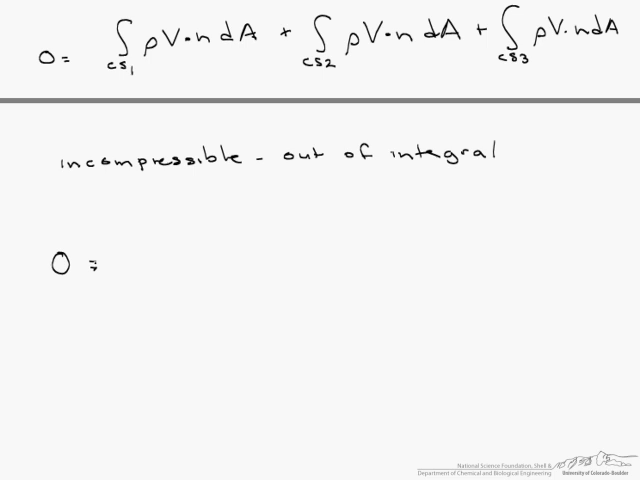 0 = ∫ ρV·n dA + ∫ ρV·n dA + ∫ ρV·n dA
cs1 cs2 cs3
incompressible - out of integral
0 =
National Science Foundation, Shell &
Department of Chemical and Biological Engineering
University of Colorado-Boulder